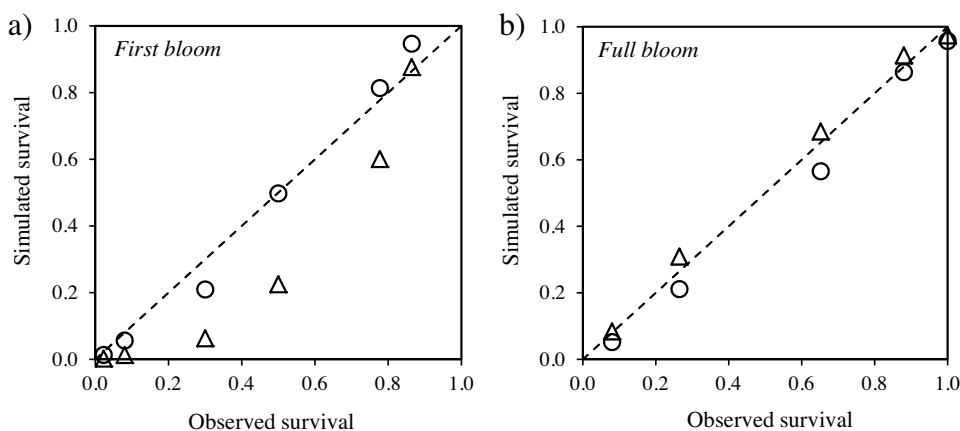 a)
First bloom
Simulated survival
1.0
0.8
0.6
0.4
0.2
0.0
0.0 0.2 0.4 0.6 0.8 1.0
Observed survival
b)
Full bloom
Simulated survival
1.0
0.8
0.6
0.4
0.2
0.0
0.0 0.2 0.4 0.6 0.8 1.0
Observed survival